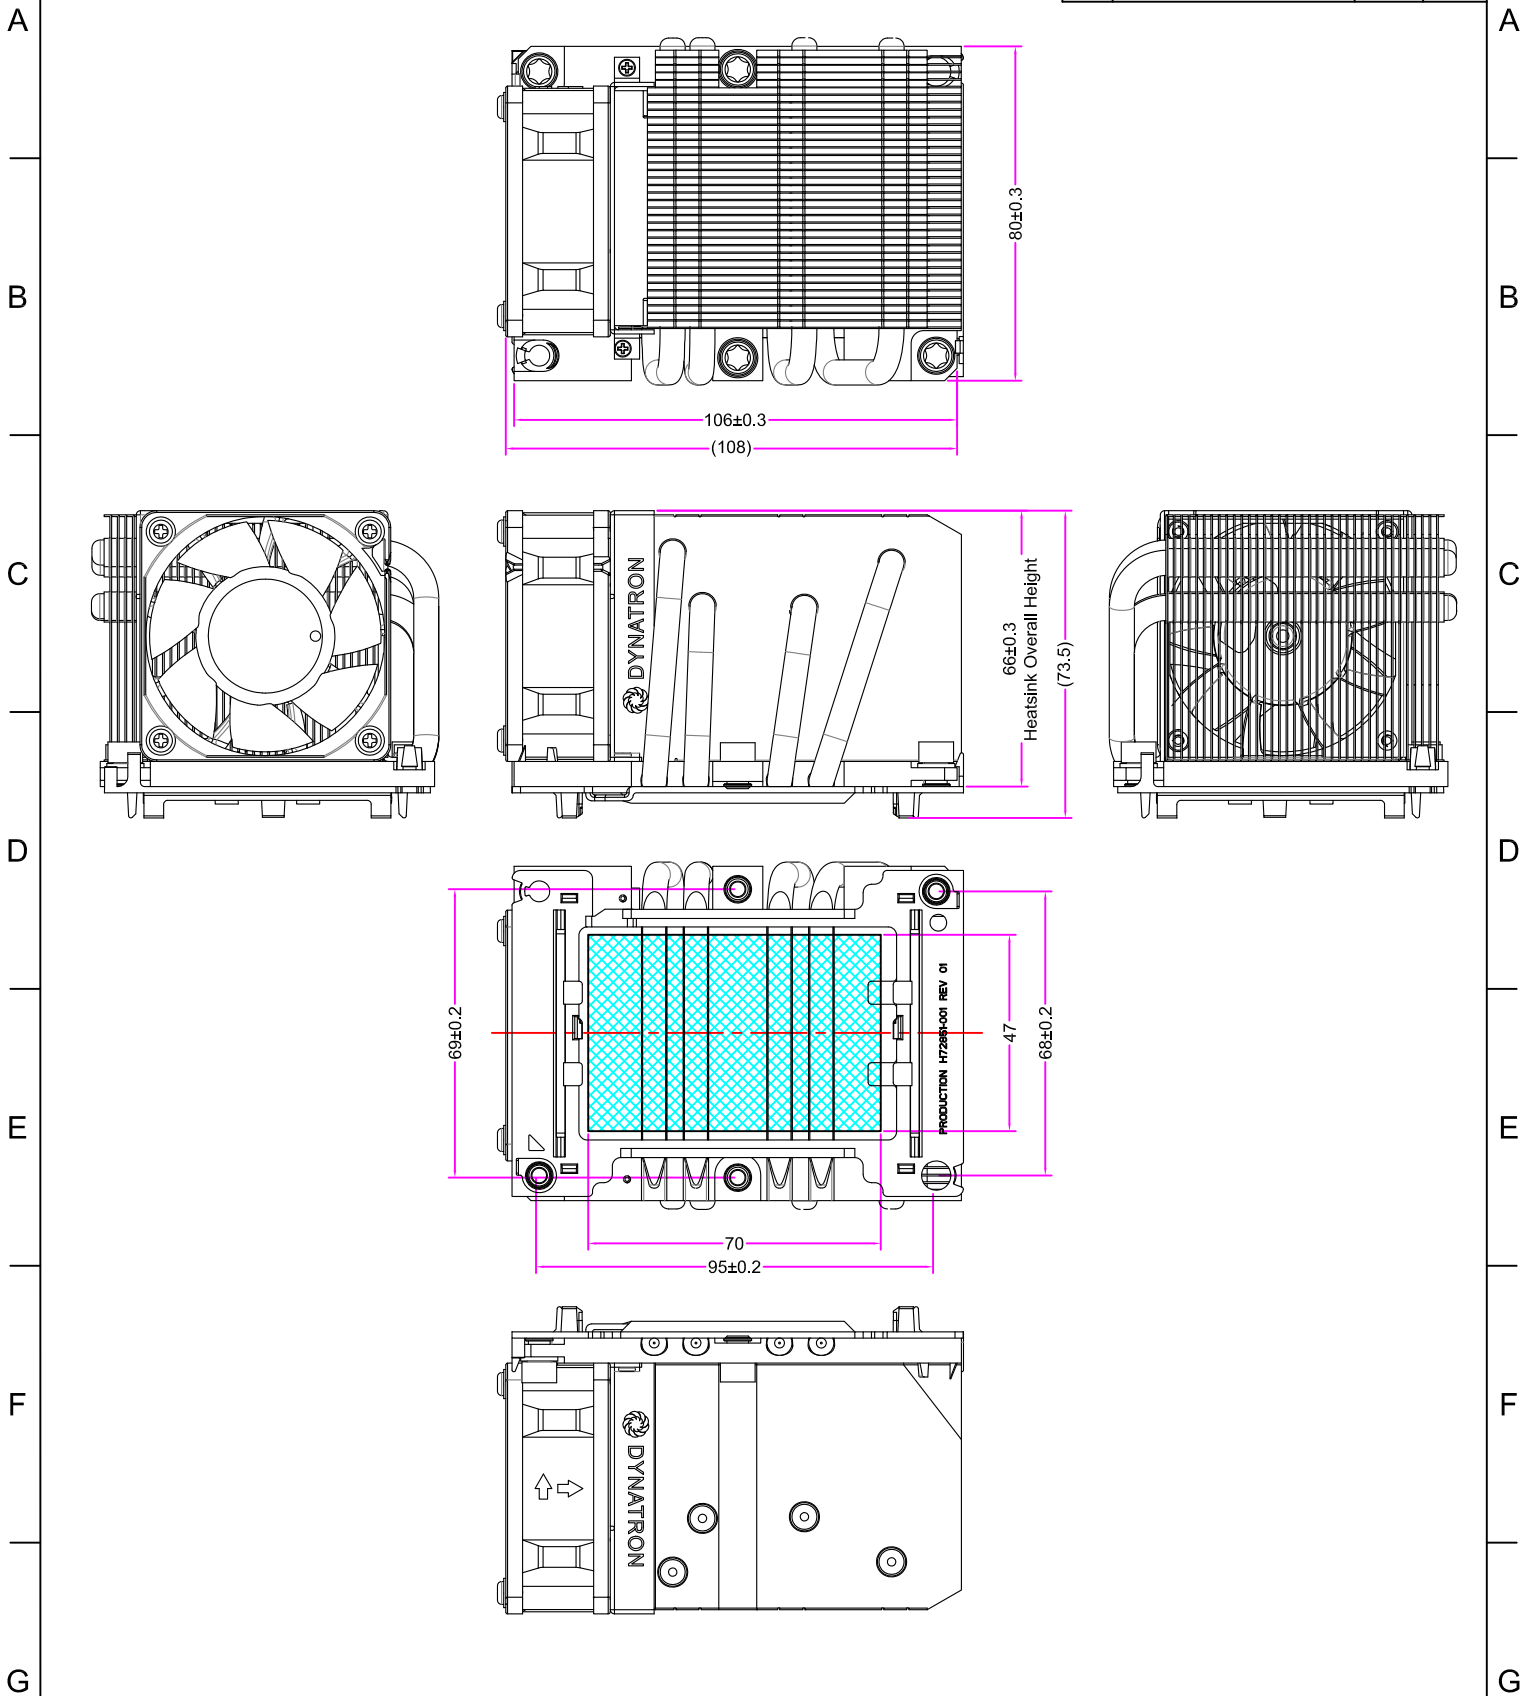 A
A
80±0.3
B
B
106±0.3
(108)
C
C
DYNATRON
66±0.3
Heatsink Overall Height
(73.5)
D
D
69±0.2
PRODUCTION H72851-001 REV 01
47
68±0.2
E
E
70
95±0.2
F
F
DYNATRON
G
G